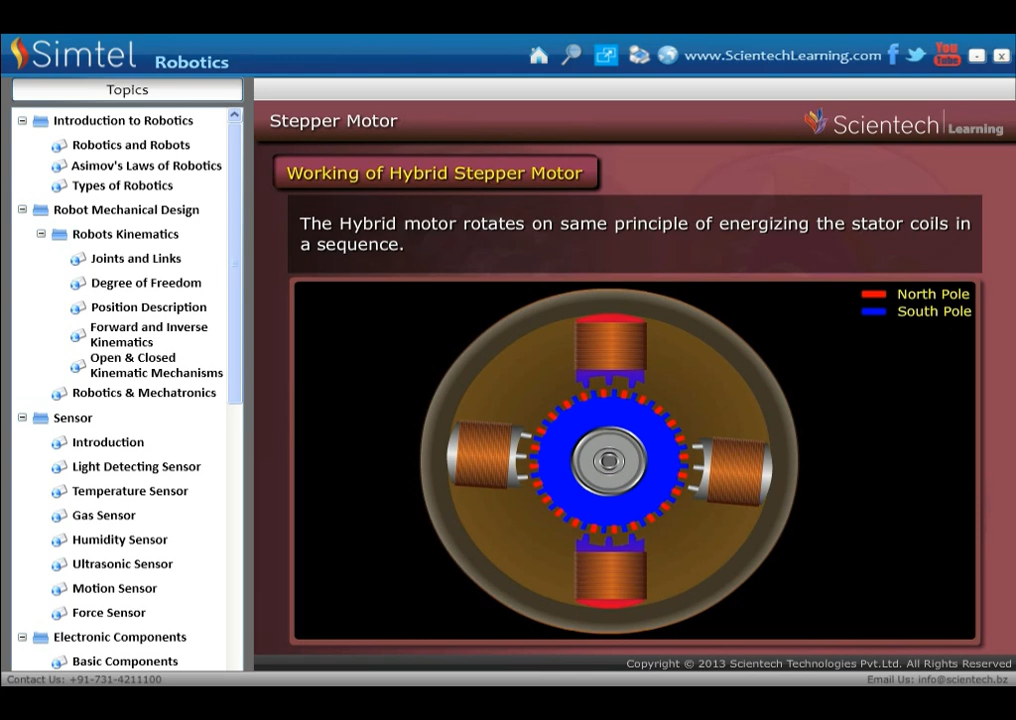 Simtel Robotics
www.ScientechLearning.com
You
Tube
Topics
Introduction to Robotics
Robotics and Robots
Asimov's Laws of Robotics
Types of Robotics
Robot Mechanical Design
Robots Kinematics
Joints and Links
Degree of Freedom
Position Description
Forward and Inverse
Kinematics
Open & Closed
Kinematic Mechanisms
Robotics & Mechatronics
Sensor
Introduction
Light Detecting Sensor
Temperature Sensor
Gas Sensor
Humidity Sensor
Ultrasonic Sensor
Motion Sensor
Force Sensor
Electronic Components
Basic Components
Stepper Motor
Scientech Learning
Working of Hybrid Stepper Motor
The Hybrid motor rotates on same principle of energizing the stator coils in
a sequence.
North Pole
South Pole
Copyright © 2013 Scientech Technologies Pvt.Ltd. All Rights Reserved
Contact Us: +91-731-4211100
Email Us: info@scientech.bz